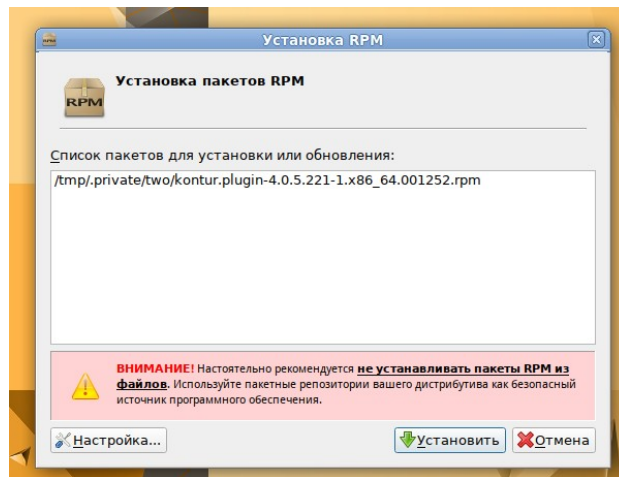 Установка RPM
RPM
Установка пакетов RPM
Список пакетов для установки или обновления:
/tmp/.private/two/kontur.plugin-4.0.5.221-1.x86_64.001252.rpm
ВНИМАНИЕ! Настоятельно рекомендуется не устанавливать пакеты RPM из
файлов. Используйте пакетные репозитории вашего дистрибутива как безопасный
источник программного обеспечения.
Настройка...
Установить
Отмена